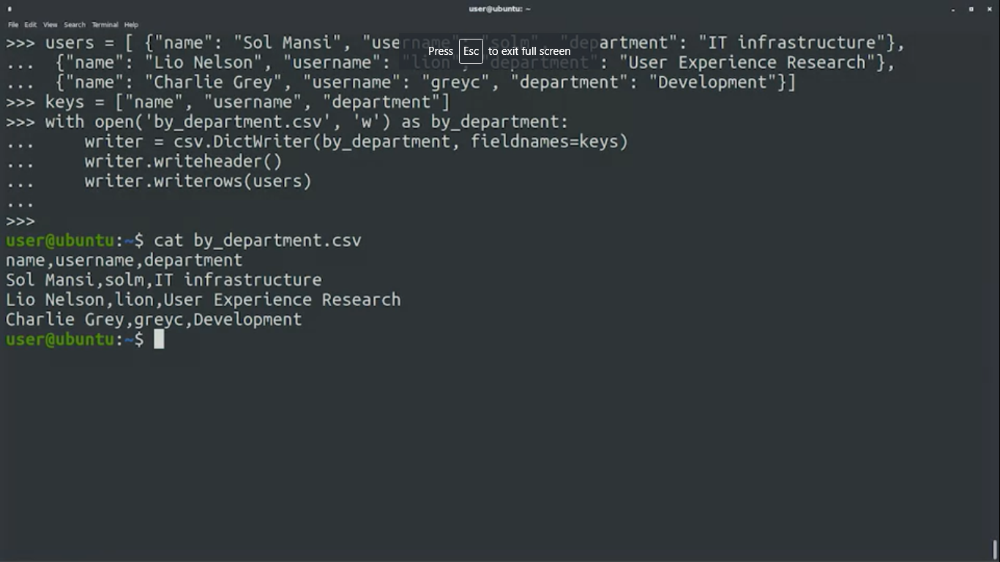 user@ubuntu: ~
File Edit View Search Terminal Help
Press Esc to exit full screen
>>> users = [ {"name": "Sol Mansi", "username": "solm", "department": "IT infrastructure"},
...  {"name": "Lio Nelson", "username": "lion", "department": "User Experience Research"},
...  {"name": "Charlie Grey", "username": "greyc", "department": "Development"}]
>>> keys = ["name", "username", "department"]
>>> with open('by_department.csv', 'w') as by_department:
...     writer = csv.DictWriter(by_department, fieldnames=keys)
...     writer.writeheader()
...     writer.writerows(users)
...
>>>
user@ubuntu:~$ cat by_department.csv
name,username,department
Sol Mansi,solm,IT infrastructure
Lio Nelson,lion,User Experience Research
Charlie Grey,greyc,Development
user@ubuntu:~$